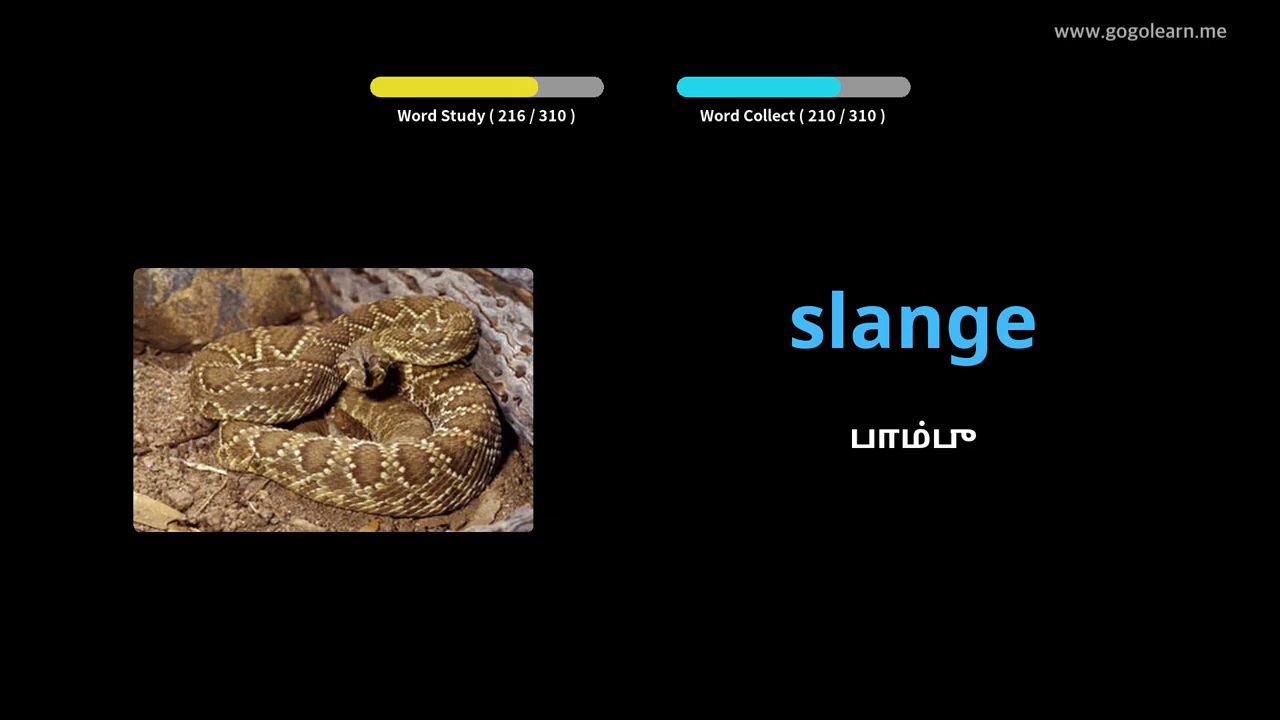 www.gogolearn.me
Word Study ( 216 / 310 )
Word Collect ( 210 / 310 )
slange
பாம்பு